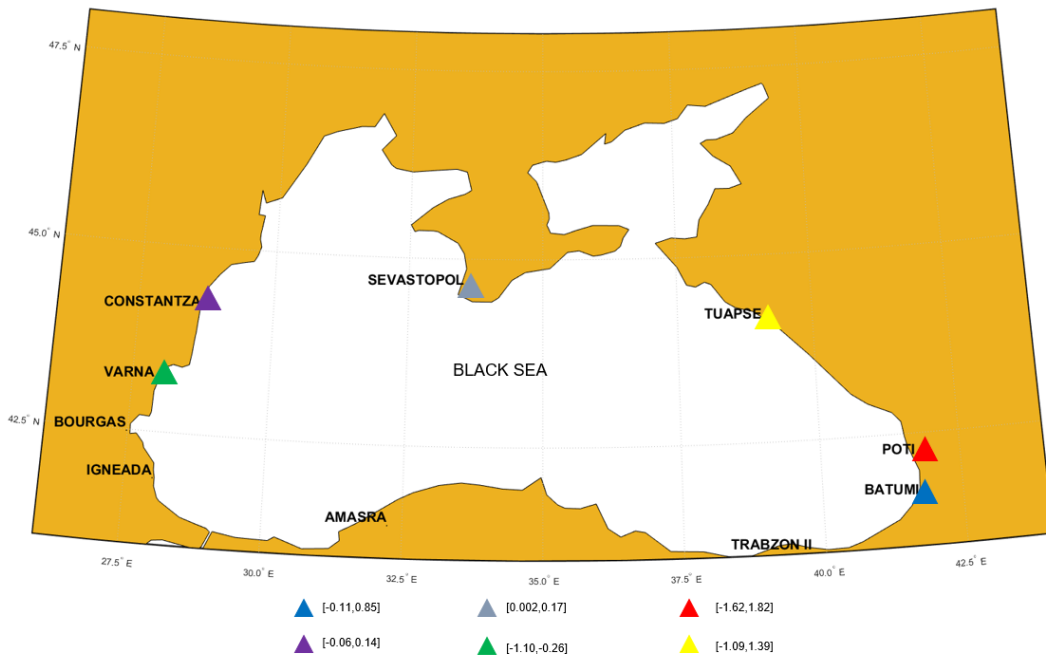 47.5° N
45.0° N
SEVASTOPOL
CONSTANTZA
TUAPSE
BLACK SEA
VARNA
42.5° N
BOURGAS
POTI
IGNEADA
BATUMI
AMASRA
TRABZON II
27.5° E
30.0° E
32.5° E
35.0° E
37.5° E
40.0° E
42.5° E
[-0.11,0.85]
[0.002,0.17]
[-1.62,1.82]
[-0.06,0.14]
[-1.10,-0.26]
[-1.09,1.39]